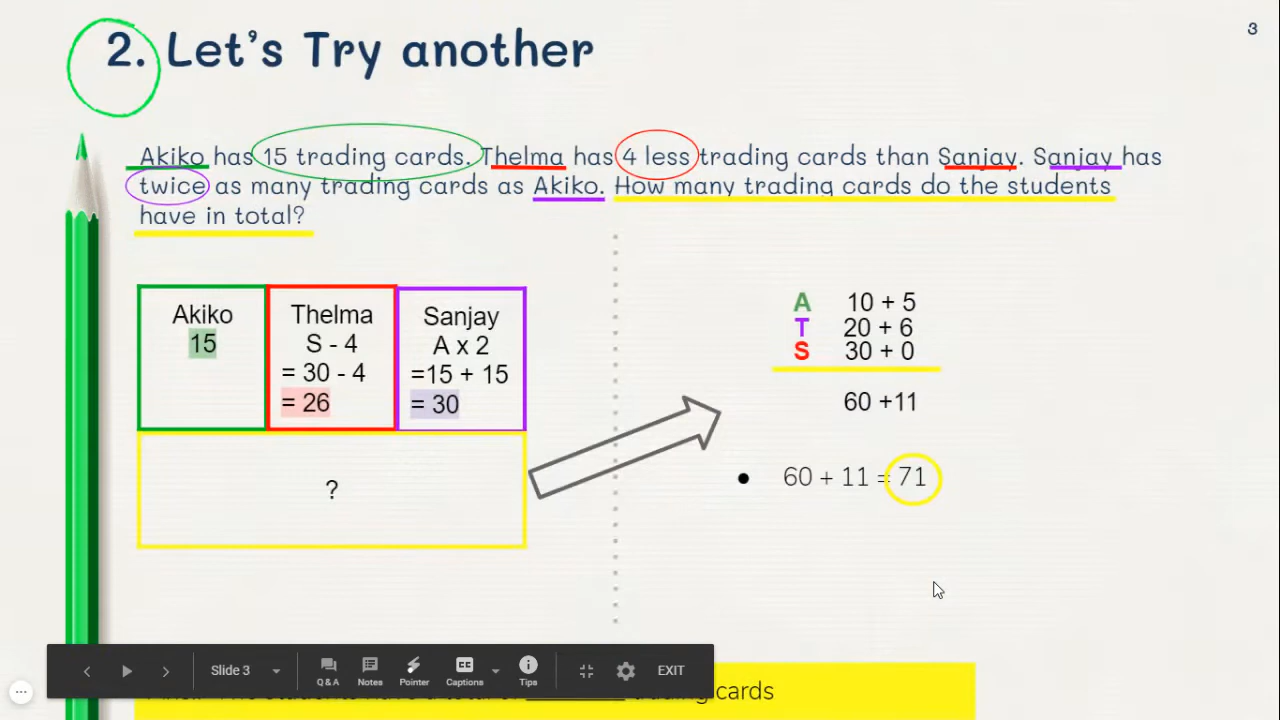 3
2. Let's Try another
Akiko has 15 trading cards. Thelma has 4 less trading cards than Sanjay. Sanjay has
twice as many trading cards as Akiko. How many trading cards do the students
have in total?
Akiko
15
Thelma
S - 4
= 30 - 4
= 26
Sanjay
A x 2
=15 + 15
= 30
?
A 10 + 5
T 20 + 6
S 30 + 0
60 +11
• 60 + 11 = 71
Slide 3
Q & A
Notes
Pointer
CC
Captions
Tips
EXIT
cards